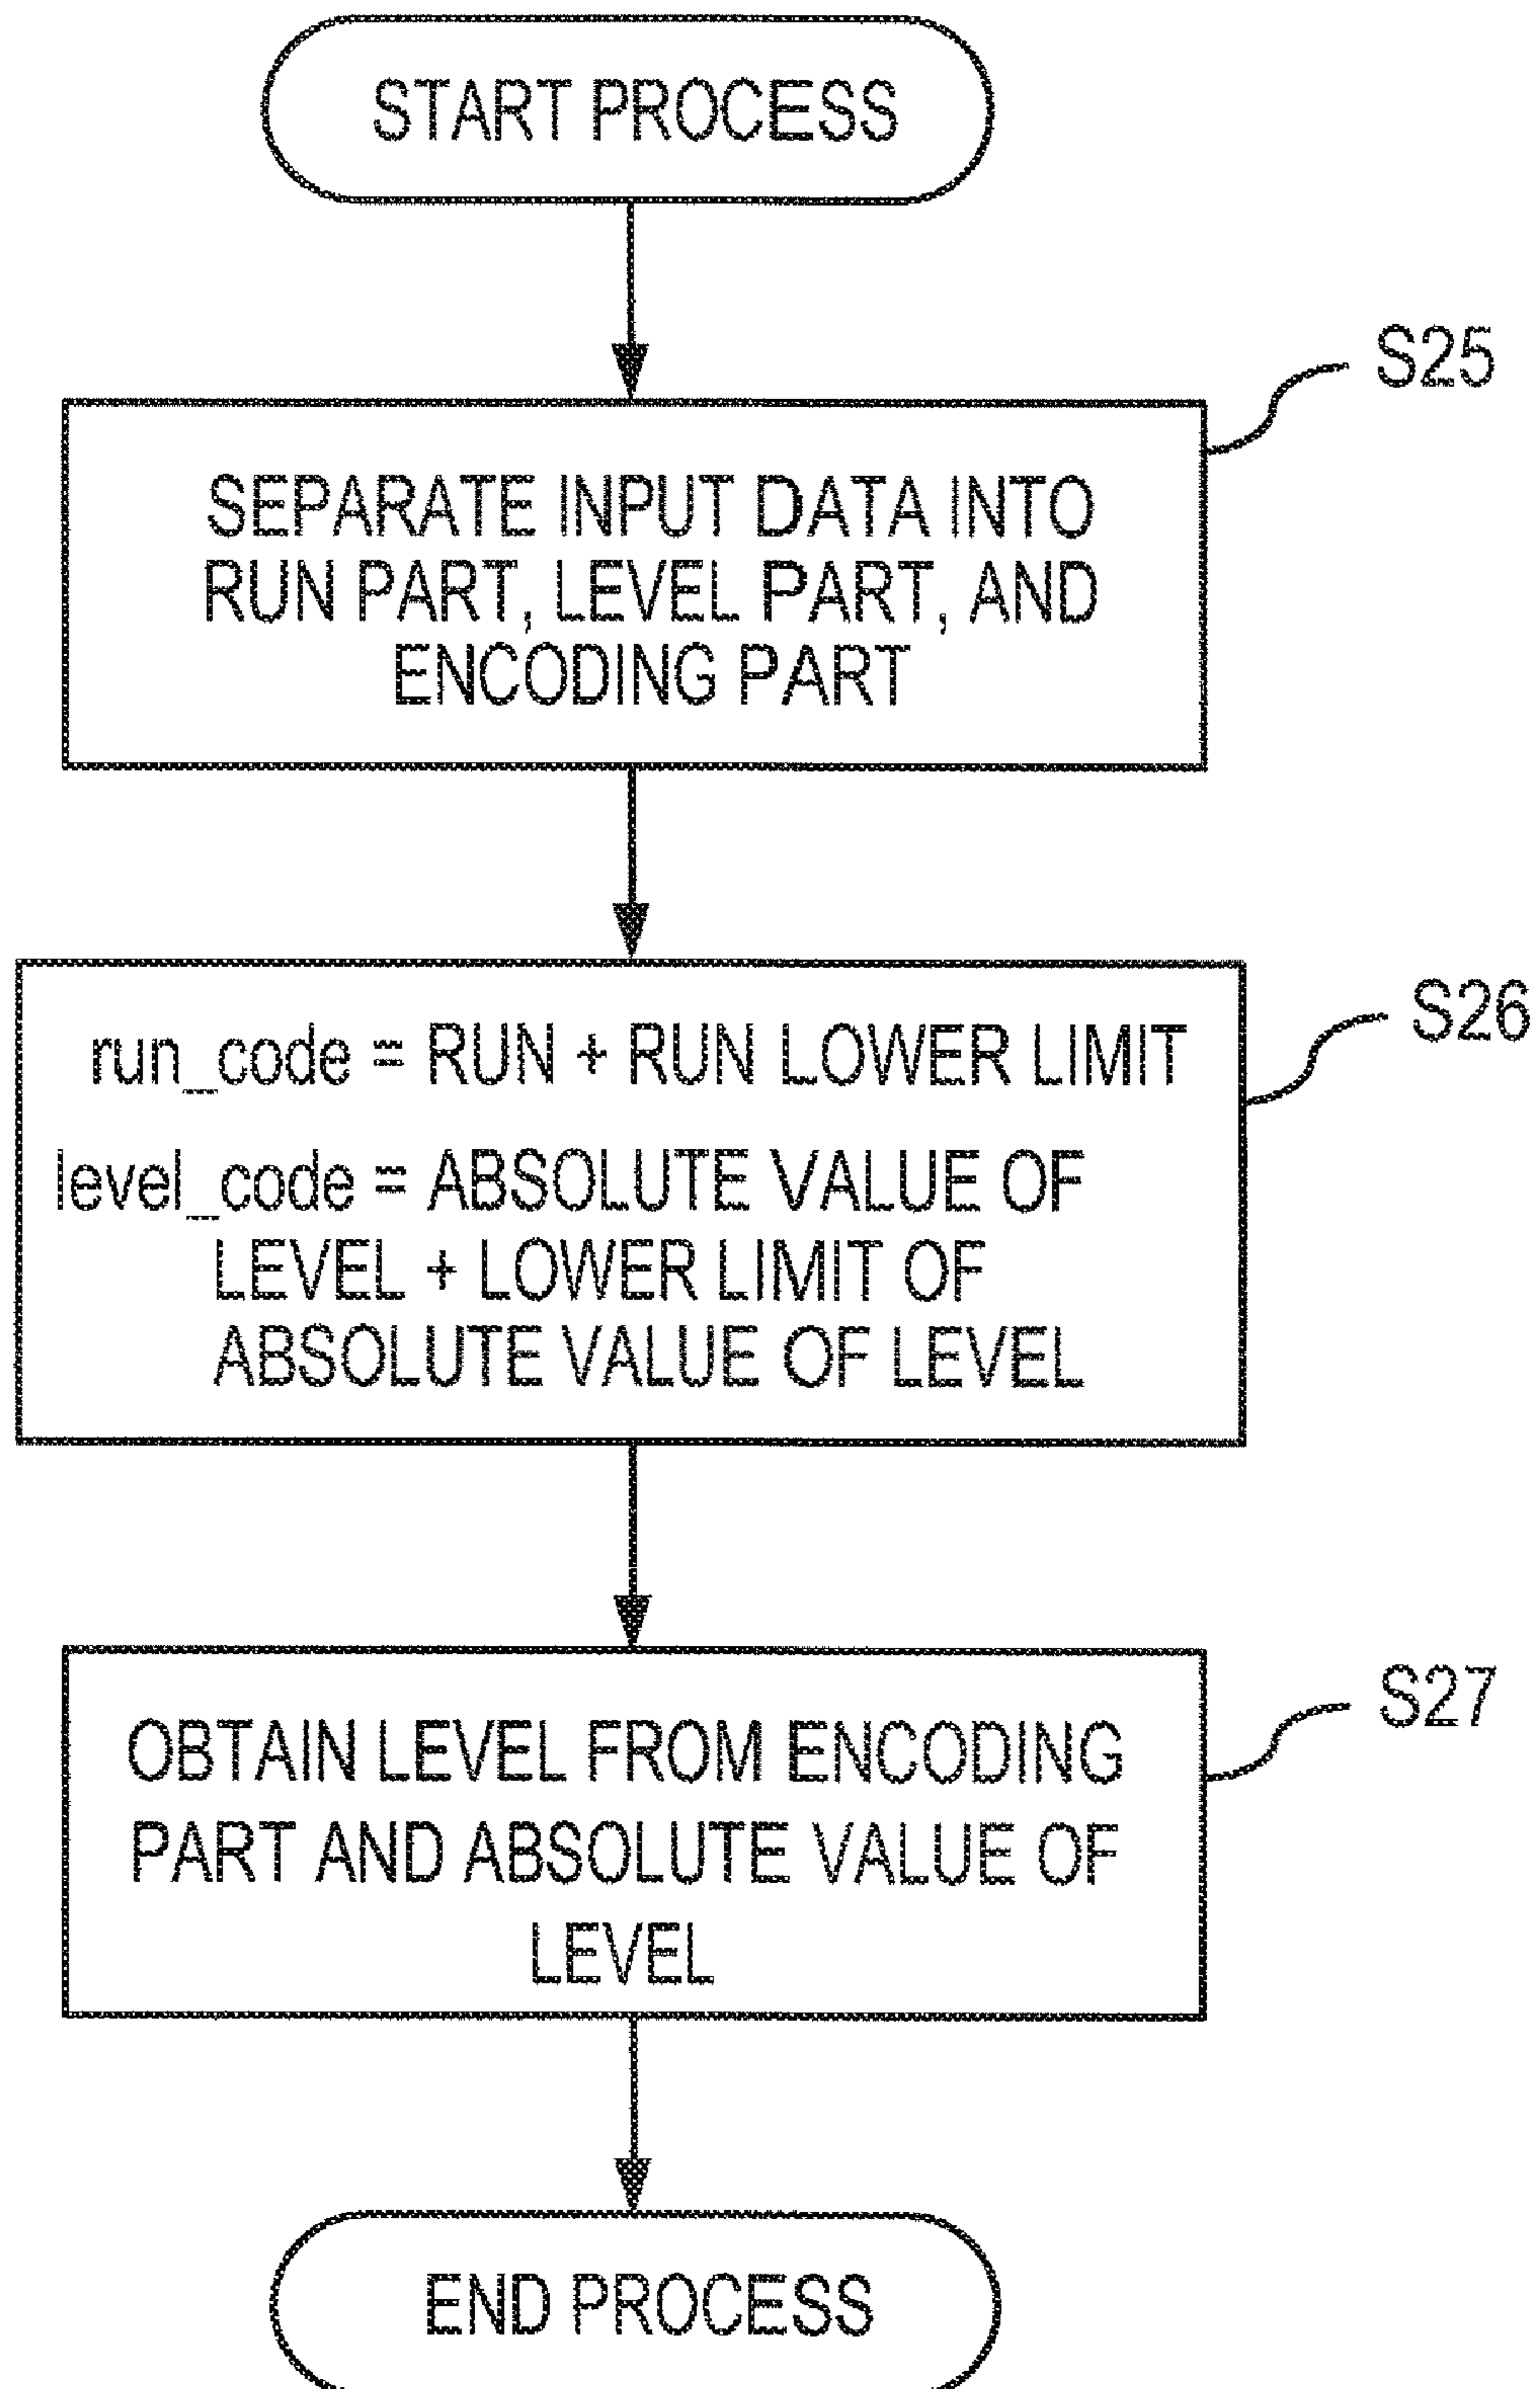 START PROCESS
S25
SEPARATE INPUT DATA INTO
RUN PART, LEVEL PART, AND
ENCODING PART
S26
run_code = RUN + RUN LOWER LIMIT
level_code = ABSOLUTE VALUE OF
LEVEL + LOWER LIMIT OF
ABSOLUTE VALUE OF LEVEL
S27
OBTAIN LEVEL FROM ENCODING
PART AND ABSOLUTE VALUE OF
LEVEL
END PROCESS